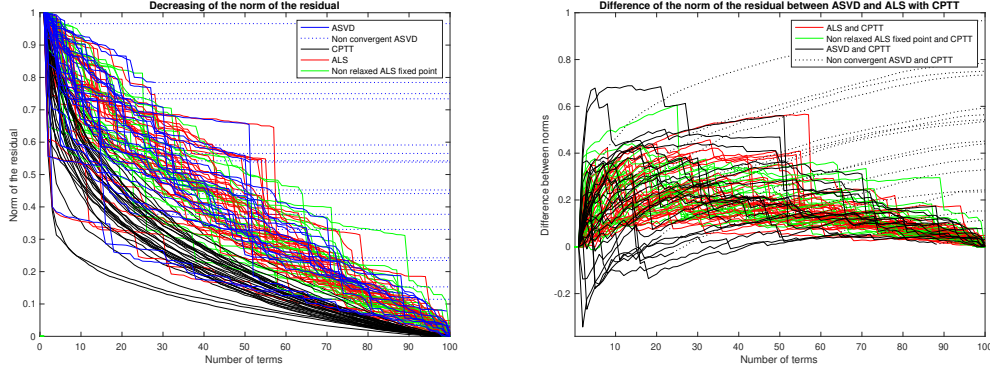 Decreasing of the norm of the residual
1
0.9
0.8
0.7
0.6
0.5
0.4
0.3
0.2
0.1
0
Norm of the residual
0 10 20 30 40 50 60 70 80 90 100
Number of terms
ASVD
Non convergent ASVD
CPTT
ALS
Non relaxed ALS fixed point
Difference of the norm of the residual between ASVD and ALS with CPTT
0.8
0.6
0.4
0.2
0
-0.2
Difference between norms
10 20 30 40 50 60 70 80 90 100
Number of terms
ALS and CPTT
Non relaxed ALS fixed point and CPTT
ASVD and CPTT
Non convergent ASVD and CPTT